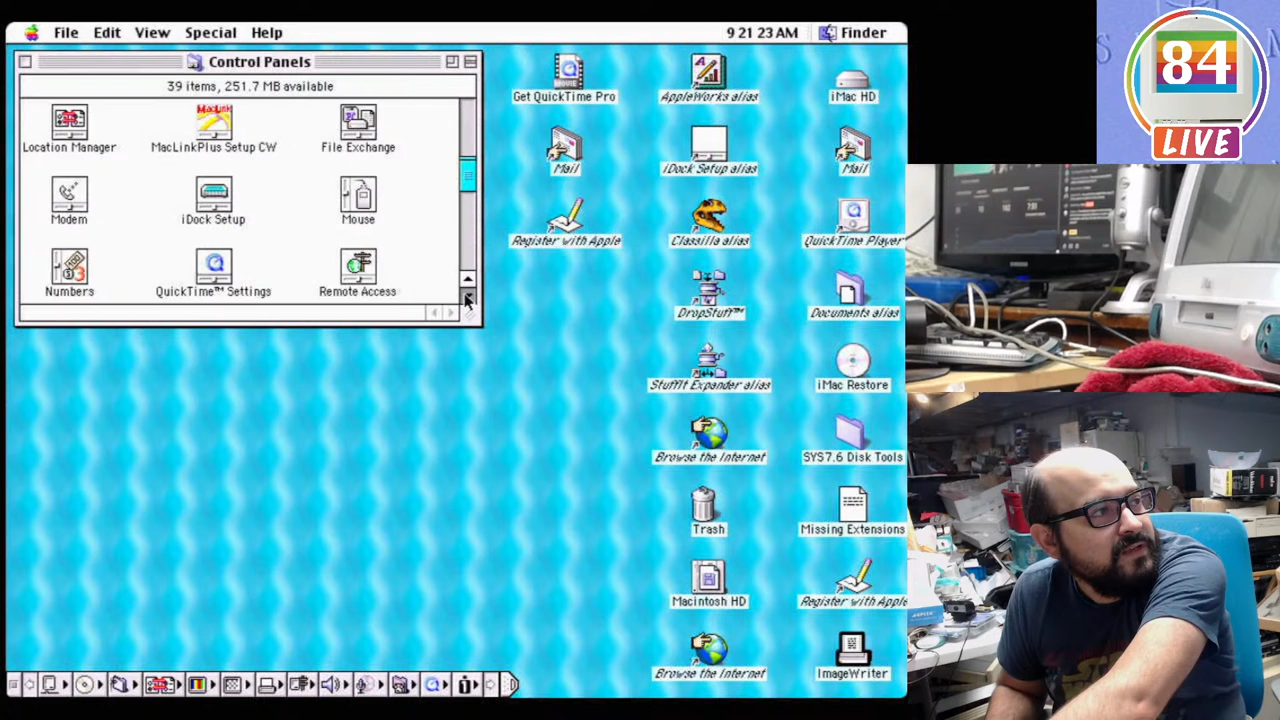 File Edit View Special Help
9 21 23 AM
Finder
Control Panels
39 items, 251.7 MB available
Location Manager
MacLinkPlus Setup CW
File Exchange
Modem
iDock Setup
Mouse
Numbers
QuickTime™ Settings
Remote Access
Get QuickTime Pro
AppleWorks alias
iMac HD
Mail
iDock Setup alias
Mail
Register with Apple
Classilla alias
QuickTime Player
DropStuff™
Documents alias
StuffIt Expander alias
iMac Restore
Browse the Internet
SYS7.6 Disk Tools
Trash
Missing Extensions
Macintosh HD
Register with Apple
Browse the Internet
ImageWriter
84
LIVE